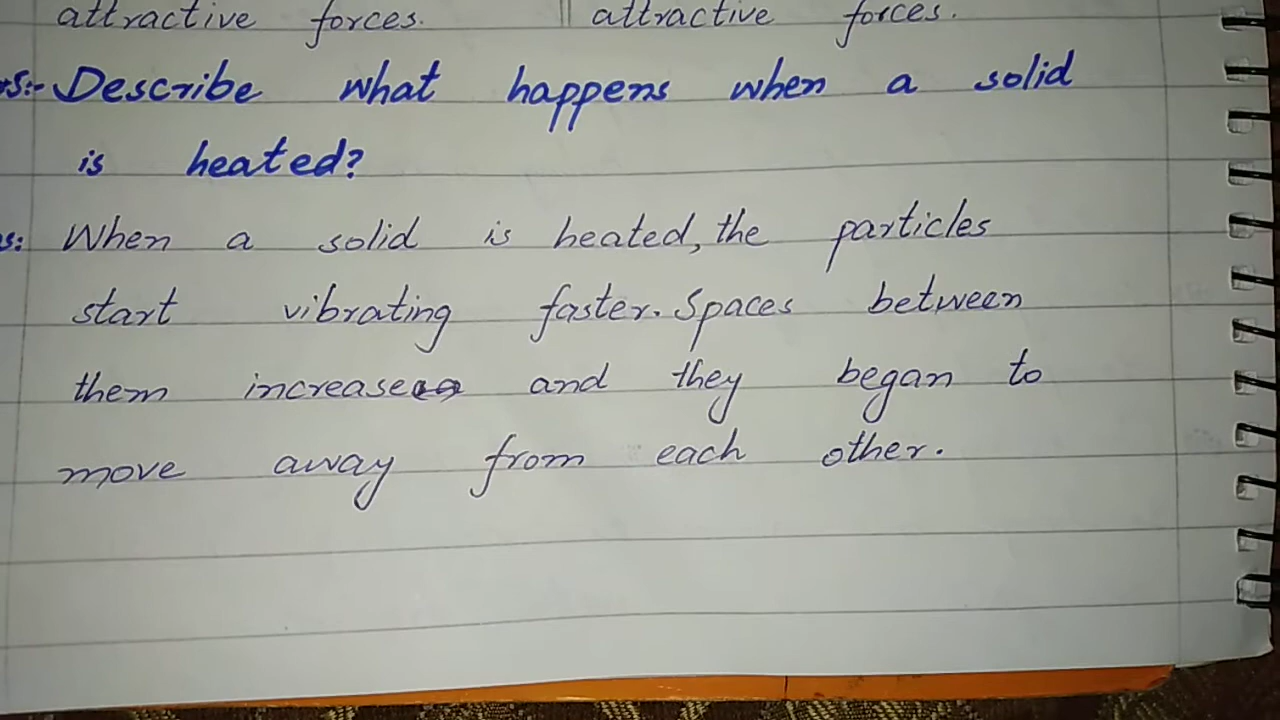 attractive forces. attractive forces.
s:- Describe what happens when a solid
is heated?
s: When a solid is heated, the particles
start vibrating faster. Spaces between
them increase and they began to
move away from each other.